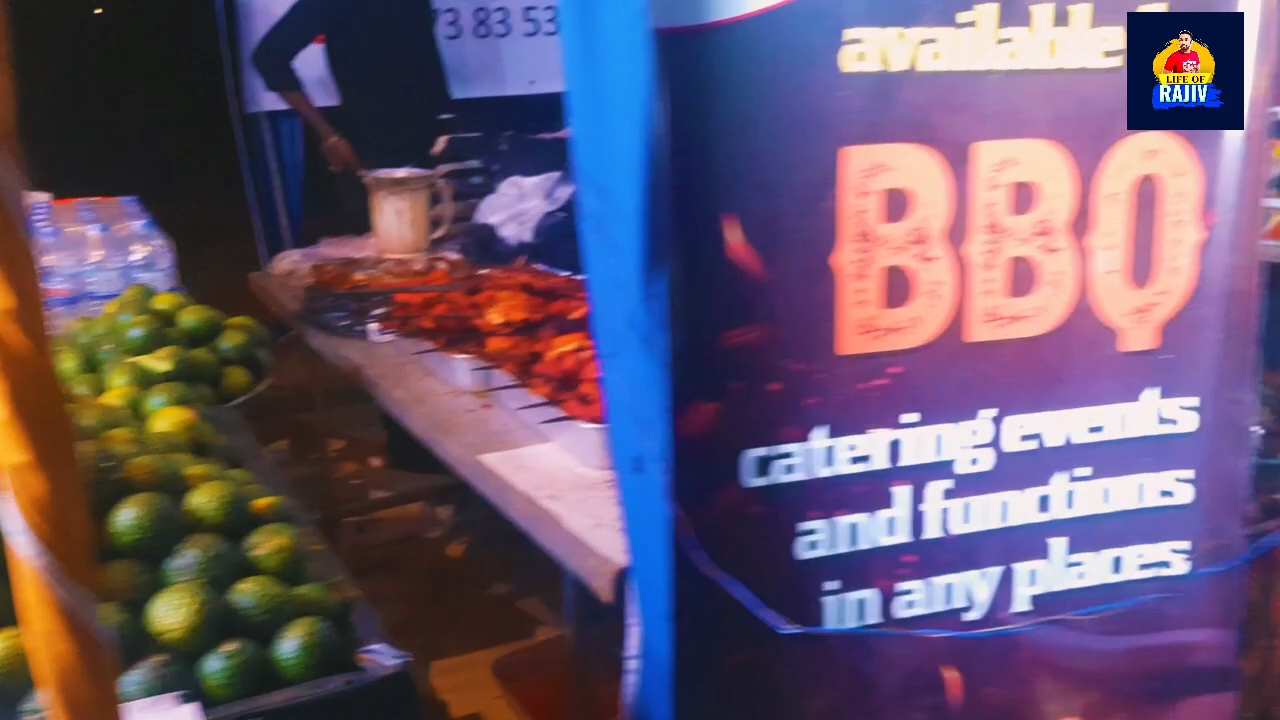 73 83 53
available
BBQ
catering events
and functions
in any places
LIFE OF
RAJIV